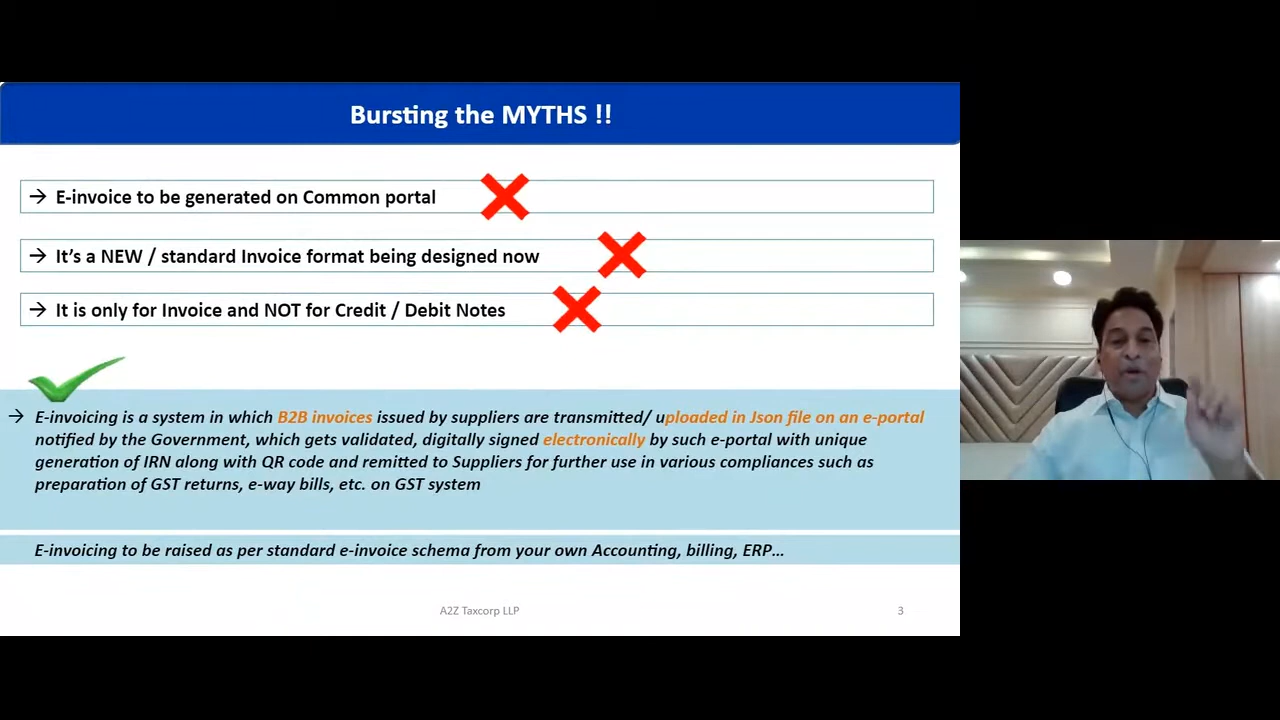 Bursting the MYTHS !!
→ E-invoice to be generated on Common portal
→ It's a NEW / standard Invoice format being designed now
→ It is only for Invoice and NOT for Credit / Debit Notes
→ E-invoicing is a system in which B2B invoices issued by suppliers are transmitted/ uploaded in Json file on an e-portal
notified by the Government, which gets validated, digitally signed electronically by such e-portal with unique
generation of IRN along with QR code and remitted to Suppliers for further use in various compliances such as
preparation of GST returns, e-way bills, etc. on GST system
E-invoicing to be raised as per standard e-invoice schema from your own Accounting, billing, ERP...
A2Z Taxcorp LLP
3